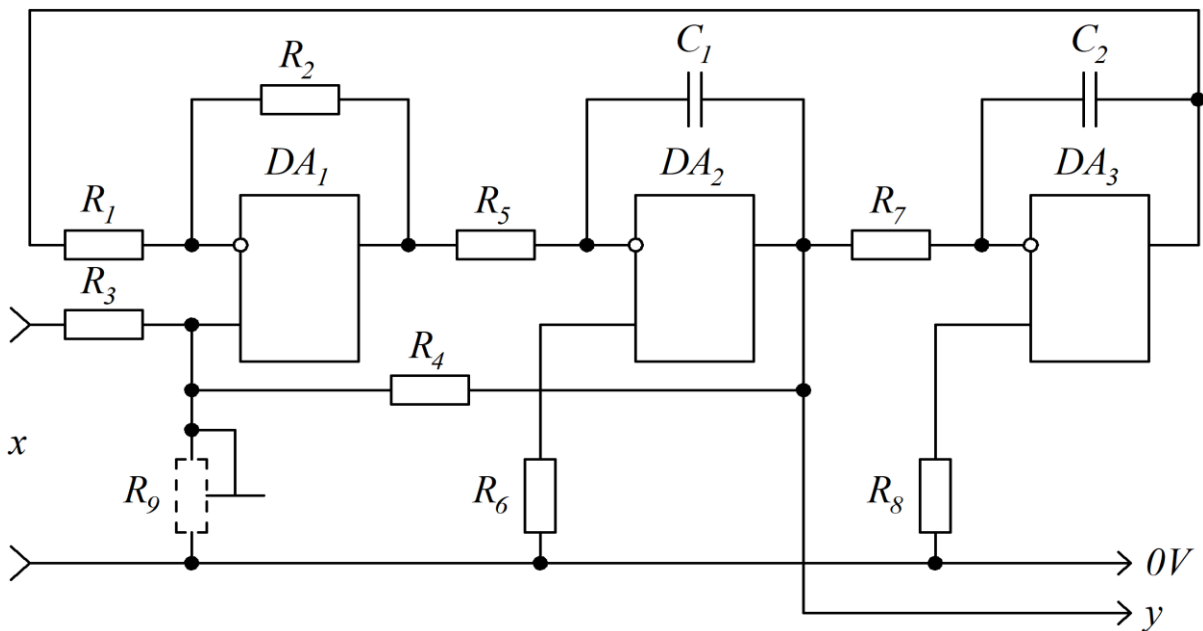 C₁
C₂
R₂
DA₁
DA₂
DA₃
R₁
R₅
R₇
R₃
R₄
x
R₉
R₆
R₈
0V
y